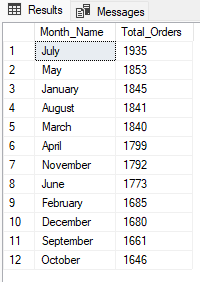 Results Messages
Month_Name Total_Orders
1 July 1935
2 May 1853
3 January 1845
4 August 1841
5 March 1840
6 April 1799
7 November 1792
8 June 1773
9 February 1685
10 December 1680
11 September 1661
12 October 1646